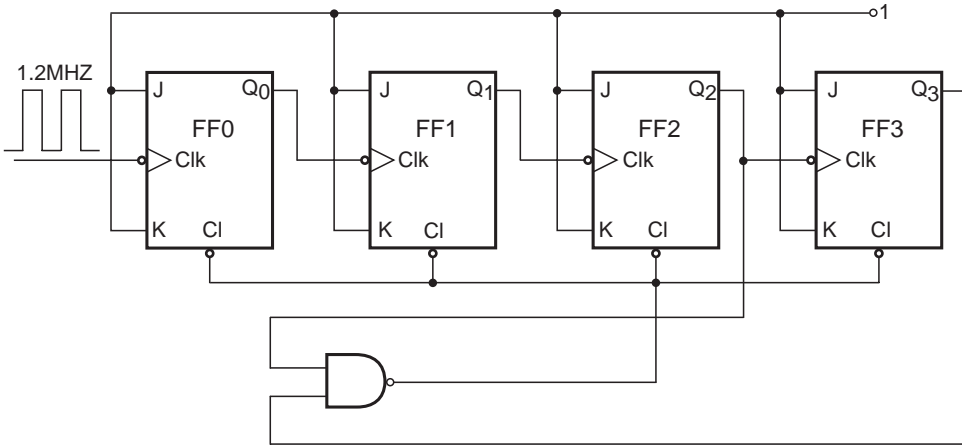 1
1.2MHZ
J Q0
FF0
Clk
K Cl
J Q1
FF1
Clk
K Cl
J Q2
FF2
Clk
K Cl
J Q3
FF3
Clk
K Cl